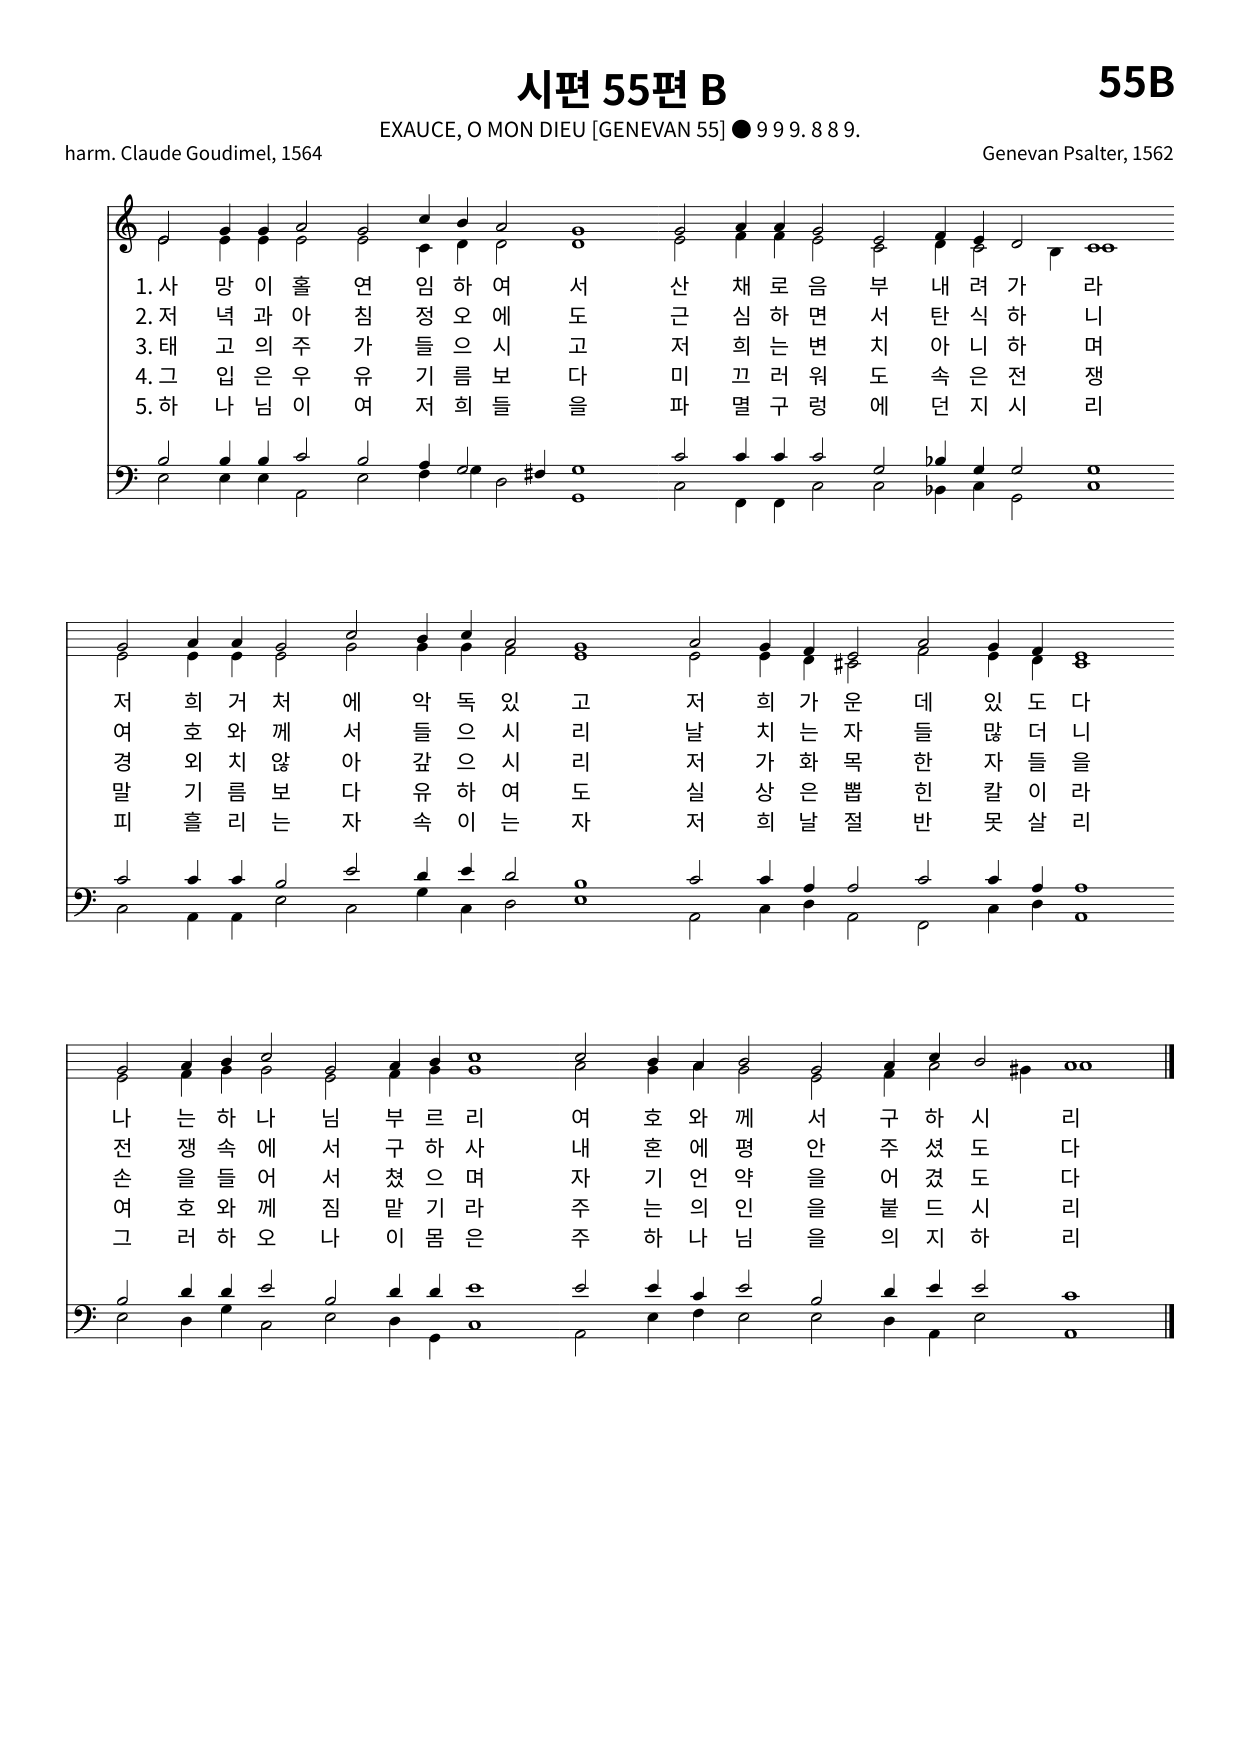 시편 55편 B
55B
EXAUCE, O MON DIEU [GENEVAN 55] ● 9 9 9. 8 8 9.
harm. Claude Goudimel, 1564
Genevan Psalter, 1562
1. 사 망 이 홀 연 임 하 여 서 산 채 로 음 부 내 려 가 라
2. 저 녁 과 아 침 정 오 에 도 근 심 하 면 서 탄 식 하 니
3. 태 고 의 주 가 들 으 시 고 저 희 는 변 치 아 니 하 며
4. 그 입 은 우 유 기 름 보 다 미 끄 러 워 도 속 은 전 쟁
5. 하 나 님 이 여 저 희 들 을 파 멸 구 렁 에 던 지 시 리
저 희 거 처 에 악 독 있 고 저 희 가 운 데 있 도 다
여 호 와 께 서 들 으 시 리 날 치 는 자 들 많 더 니
경 외 치 않 아 갚 으 시 리 저 가 화 목 한 자 들 을
말 기 름 보 다 유 하 여 도 실 상 은 뽑 힌 칼 이 라
피 흘 리 는 자 속 이 는 자 저 희 날 절 반 못 살 리
나 는 하 나 님 부 르 리 여 호 와 께 서 구 하 시 리
전 쟁 속 에 서 구 하 사 내 혼 에 평 안 주 셨 도 다
손 을 들 어 서 쳤 으 며 자 기 언 약 을 어 겼 도 다
여 호 와 께 짐 맡 기 라 주 는 의 인 을 붙 드 시 리
그 러 하 오 나 이 몸 은 주 하 나 님 을 의 지 하 리